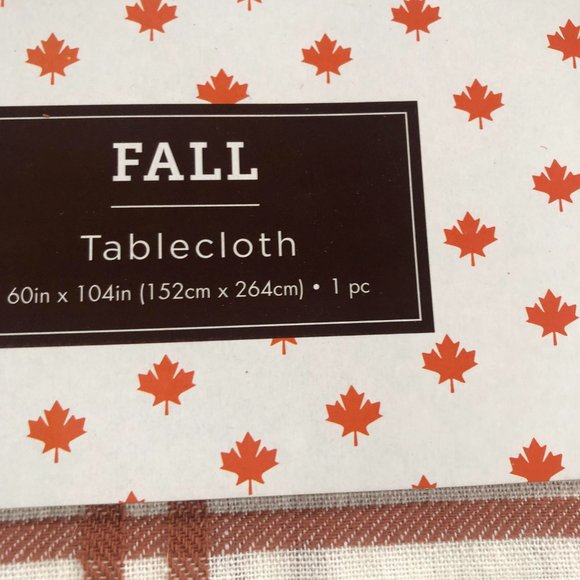 FALL
Tablecloth
60in x 104in (152cm x 264cm) • 1 pc